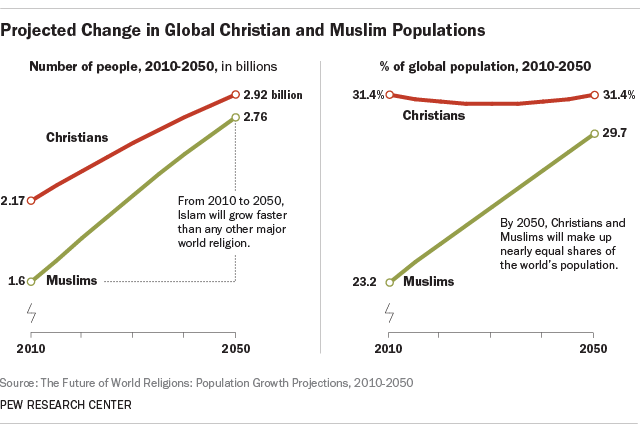 Projected Change in Global Christian and Muslim Populations
Number of people, 2010-2050, in billions
2.92 billion
2.76
Christians
2.17
From 2010 to 2050,
Islam will grow faster
than any other major
world religion.
1.6
Muslims
2010
2050
% of global population, 2010-2050
31.4%
31.4%
Christians
29.7
By 2050, Christians and
Muslims will make up
nearly equal shares of
the world's population.
23.2
Muslims
2010
2050
Source: The Future of World Religions: Population Growth Projections, 2010-2050
PEW RESEARCH CENTER